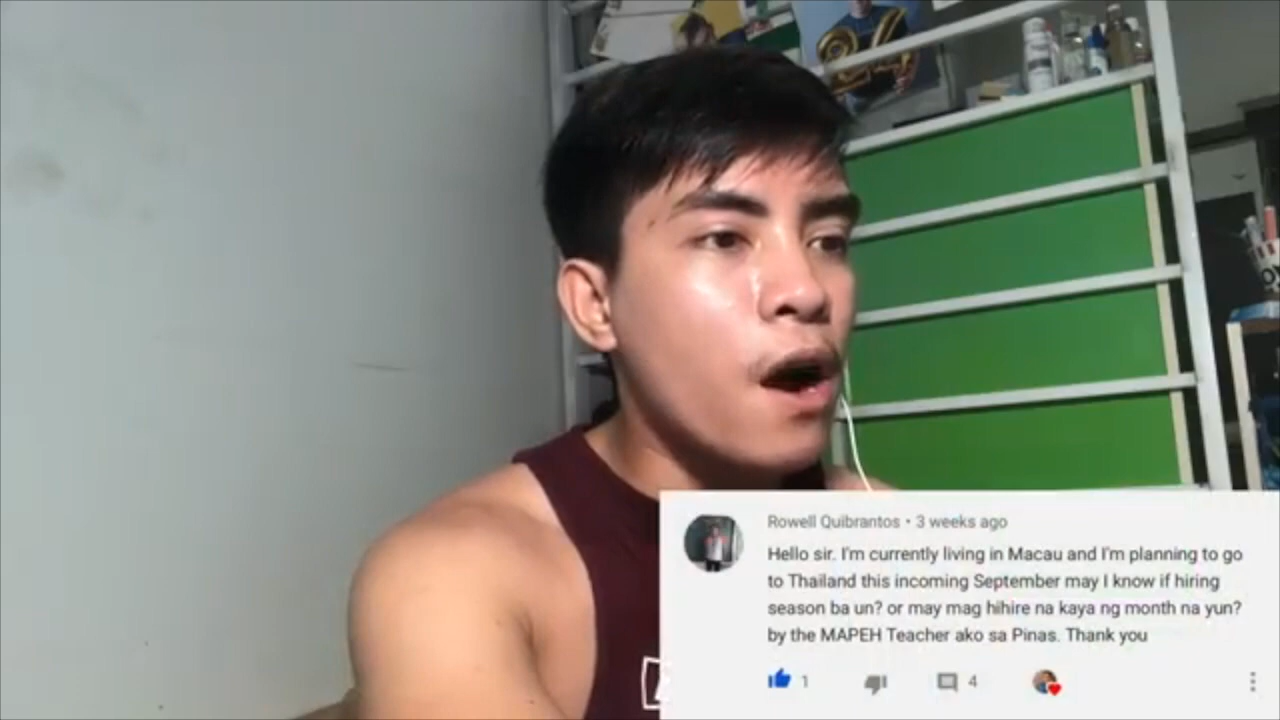 Rowell Quibrantos • 3 weeks ago
Hello sir. I'm currently living in Macau and I'm planning to go
to Thailand this incoming September may I know if hiring
season ba un? or may mag hihire na kaya ng month na yun?
by the MAPEH Teacher ako sa Pinas. Thank you
1
4